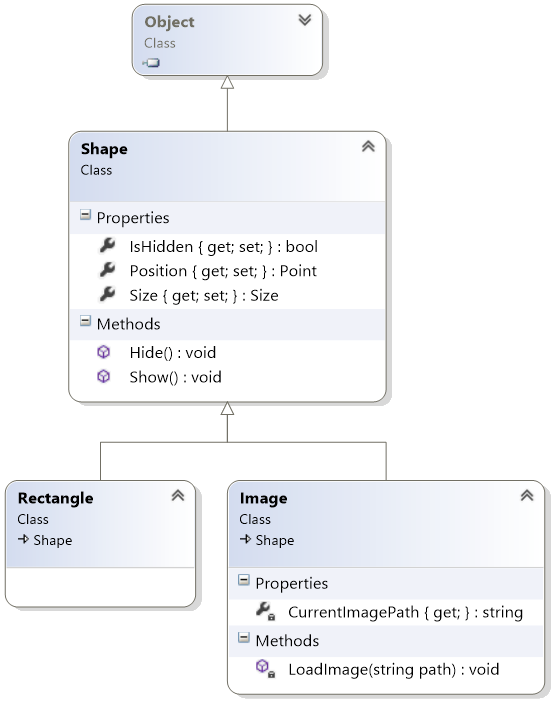 Object
Class
Shape
Class
Properties
IsHidden { get; set; } : bool
Position { get; set; } : Point
Size { get; set; } : Size
Methods
Hide() : void
Show() : void
Rectangle
Class
Shape
Image
Class
Shape
Properties
CurrentImagePath { get; } : string
Methods
LoadImage(string path) : void